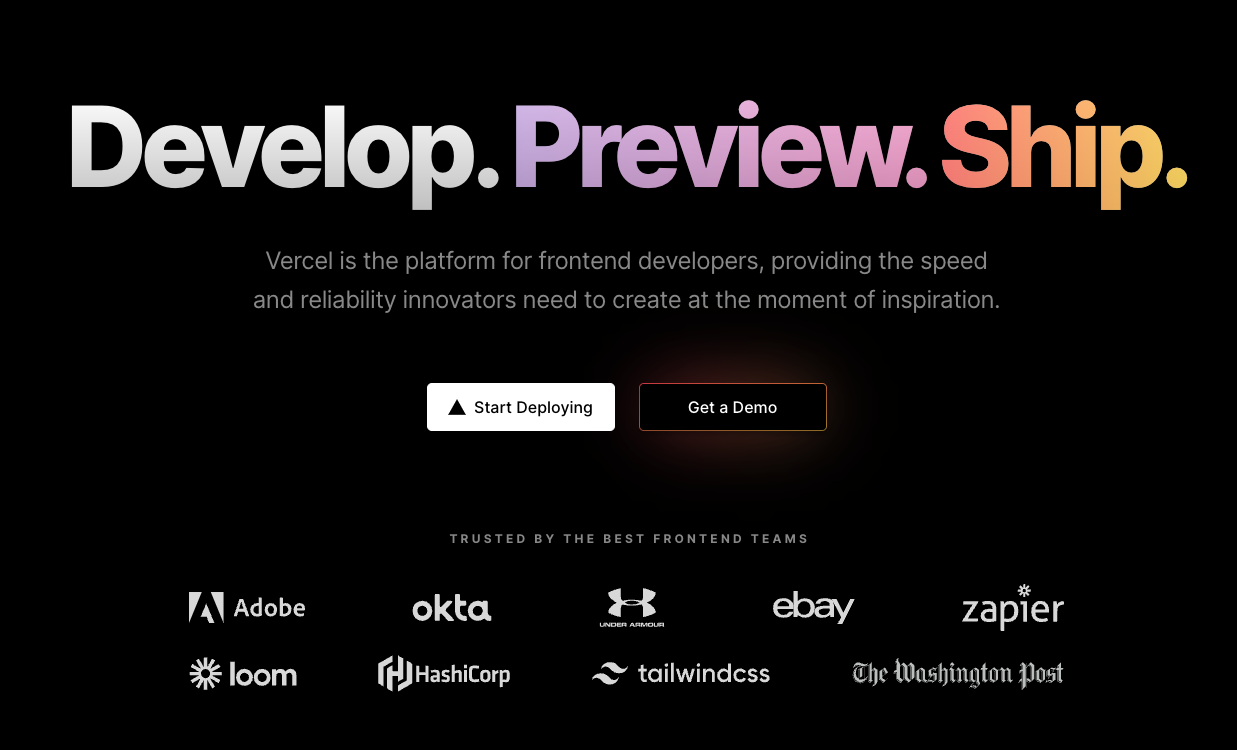 Develop. Preview. Ship.
Vercel is the platform for frontend developers, providing the speed
and reliability innovators need to create at the moment of inspiration.
Start Deploying
Get a Demo
TRUSTED BY THE BEST FRONTEND TEAMS
Adobe
okta
UNDER ARMOUR
ebay
zapier
loom
HashiCorp
tailwindcss
The Washington Post